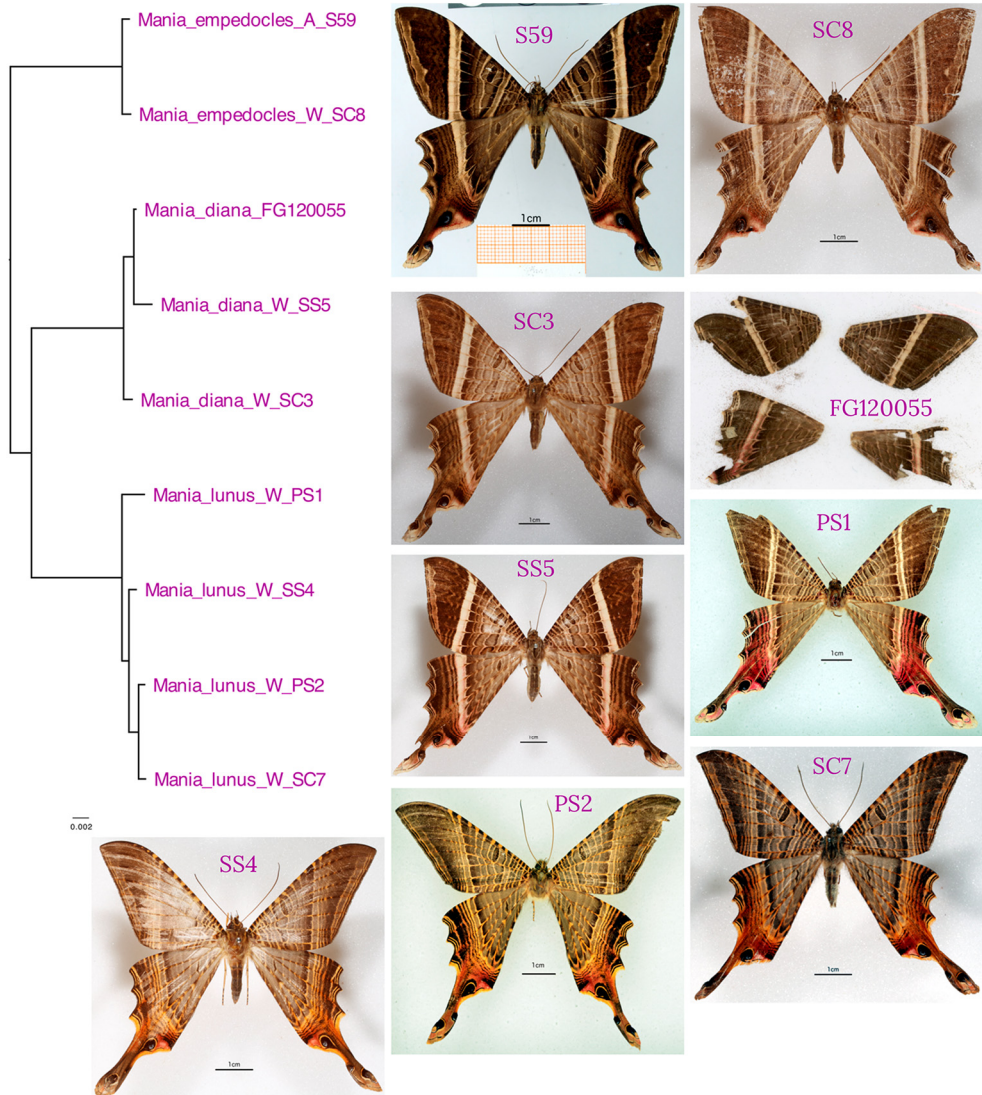 Mania_empedocles_A_S59
Mania_empedocles_W_SC8
Mania_diana_FG120055
Mania_diana_W_SS5
Mania_diana_W_SC3
Mania_lunus_W_PS1
Mania_lunus_W_SS4
Mania_lunus_W_PS2
Mania_lunus_W_SC7
0.002
S59
1cm
SC8
1cm
SC3
1cm
FG120055
SS5
1cm
PS1
1cm
PS2
1cm
SC7
1cm
SS4
1cm